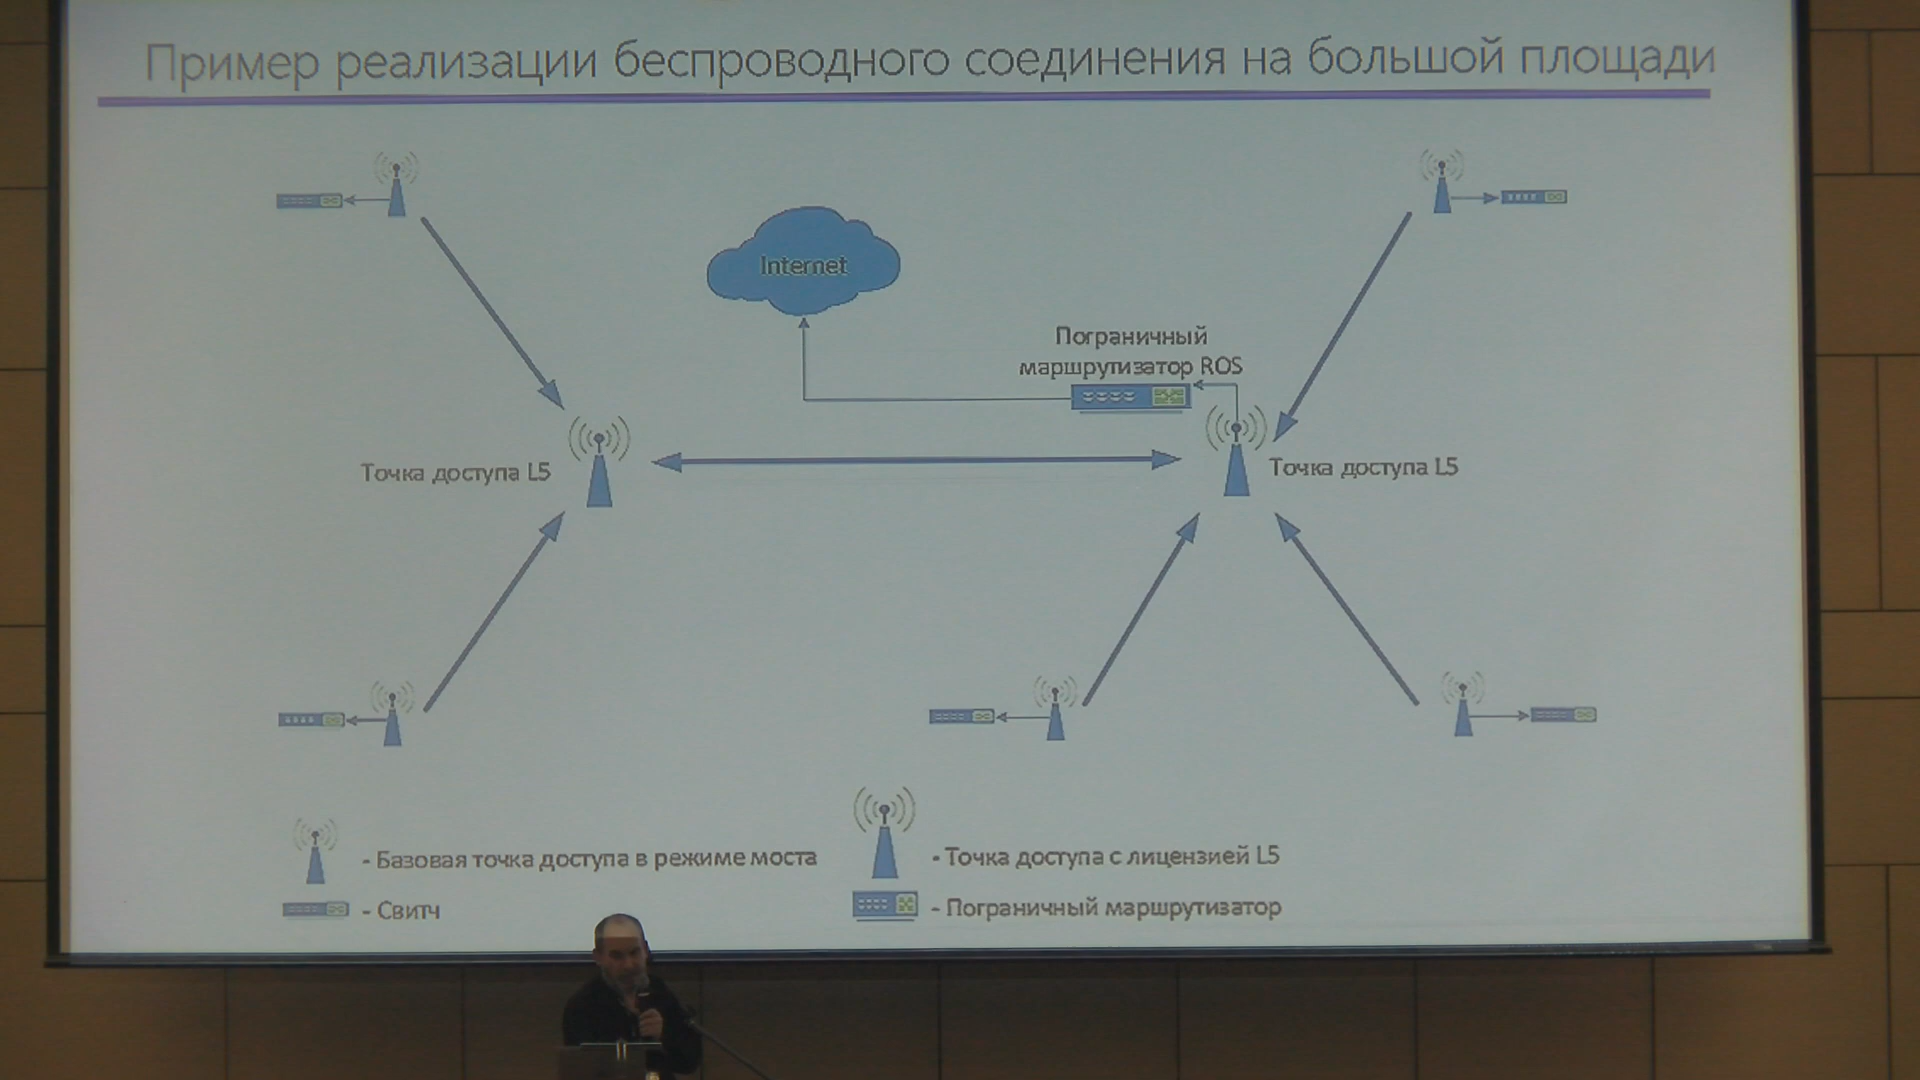 Пример реализации беспроводного соединения на большой площади
Internet
Пограничный
маршрутизатор ROS
Точка доступа L5
Точка доступа L5
- Базовая точка доступа в режиме моста
- Точка доступа с лицензией L5
- Свитч
- Пограничный маршрутизатор